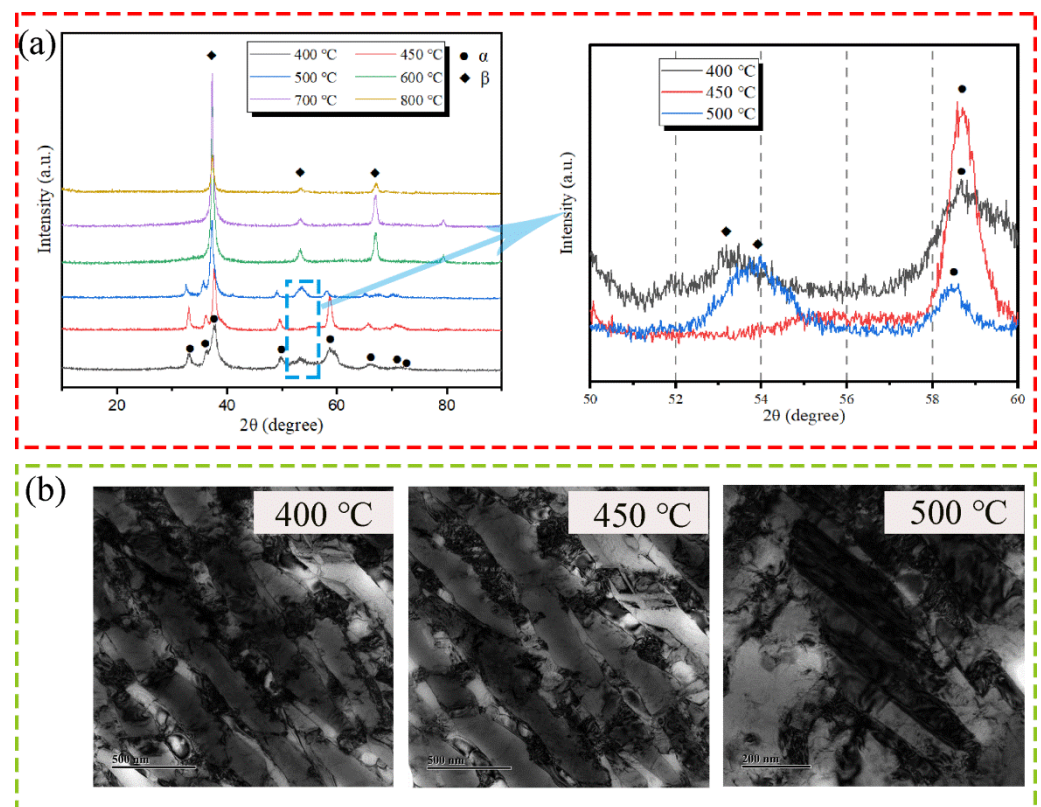 (a)
400 ℃ 450 ℃
500 ℃ 600 ℃
700 ℃ 800 ℃
α
β
Intensity (a.u.)
20 40 60 80
2θ (degree)
400 ℃
450 ℃
500 ℃
Intensity (a.u.)
50 52 54 56 58 60
2θ (degree)
(b)
400 ℃
450 ℃
500 ℃
500 nm
500 nm
200 nm